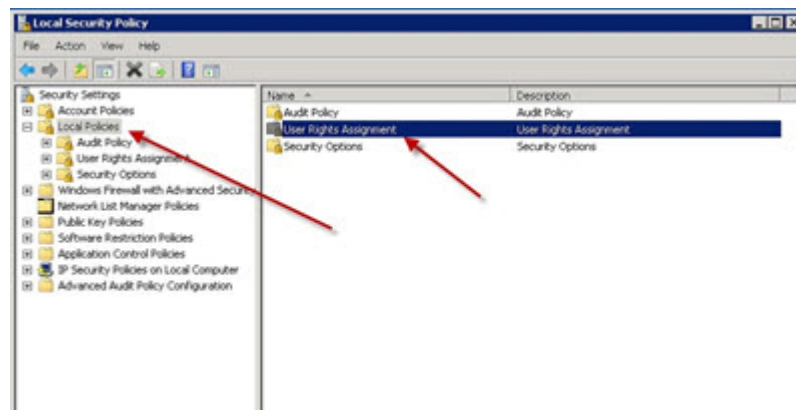 Local Security Policy
File Action View Help
Security Settings
Account Policies
Local Policies
Audit Policy
User Rights Assignment
Security Options
Windows Firewall with Advanced Security
Network List Manager Policies
Public Key Policies
Software Restriction Policies
Application Control Policies
IP Security Policies on Local Computer
Advanced Audit Policy Configuration
Name Description
Audit Policy Audit Policy
User Rights Assignment User Rights Assignment
Security Options Security Options